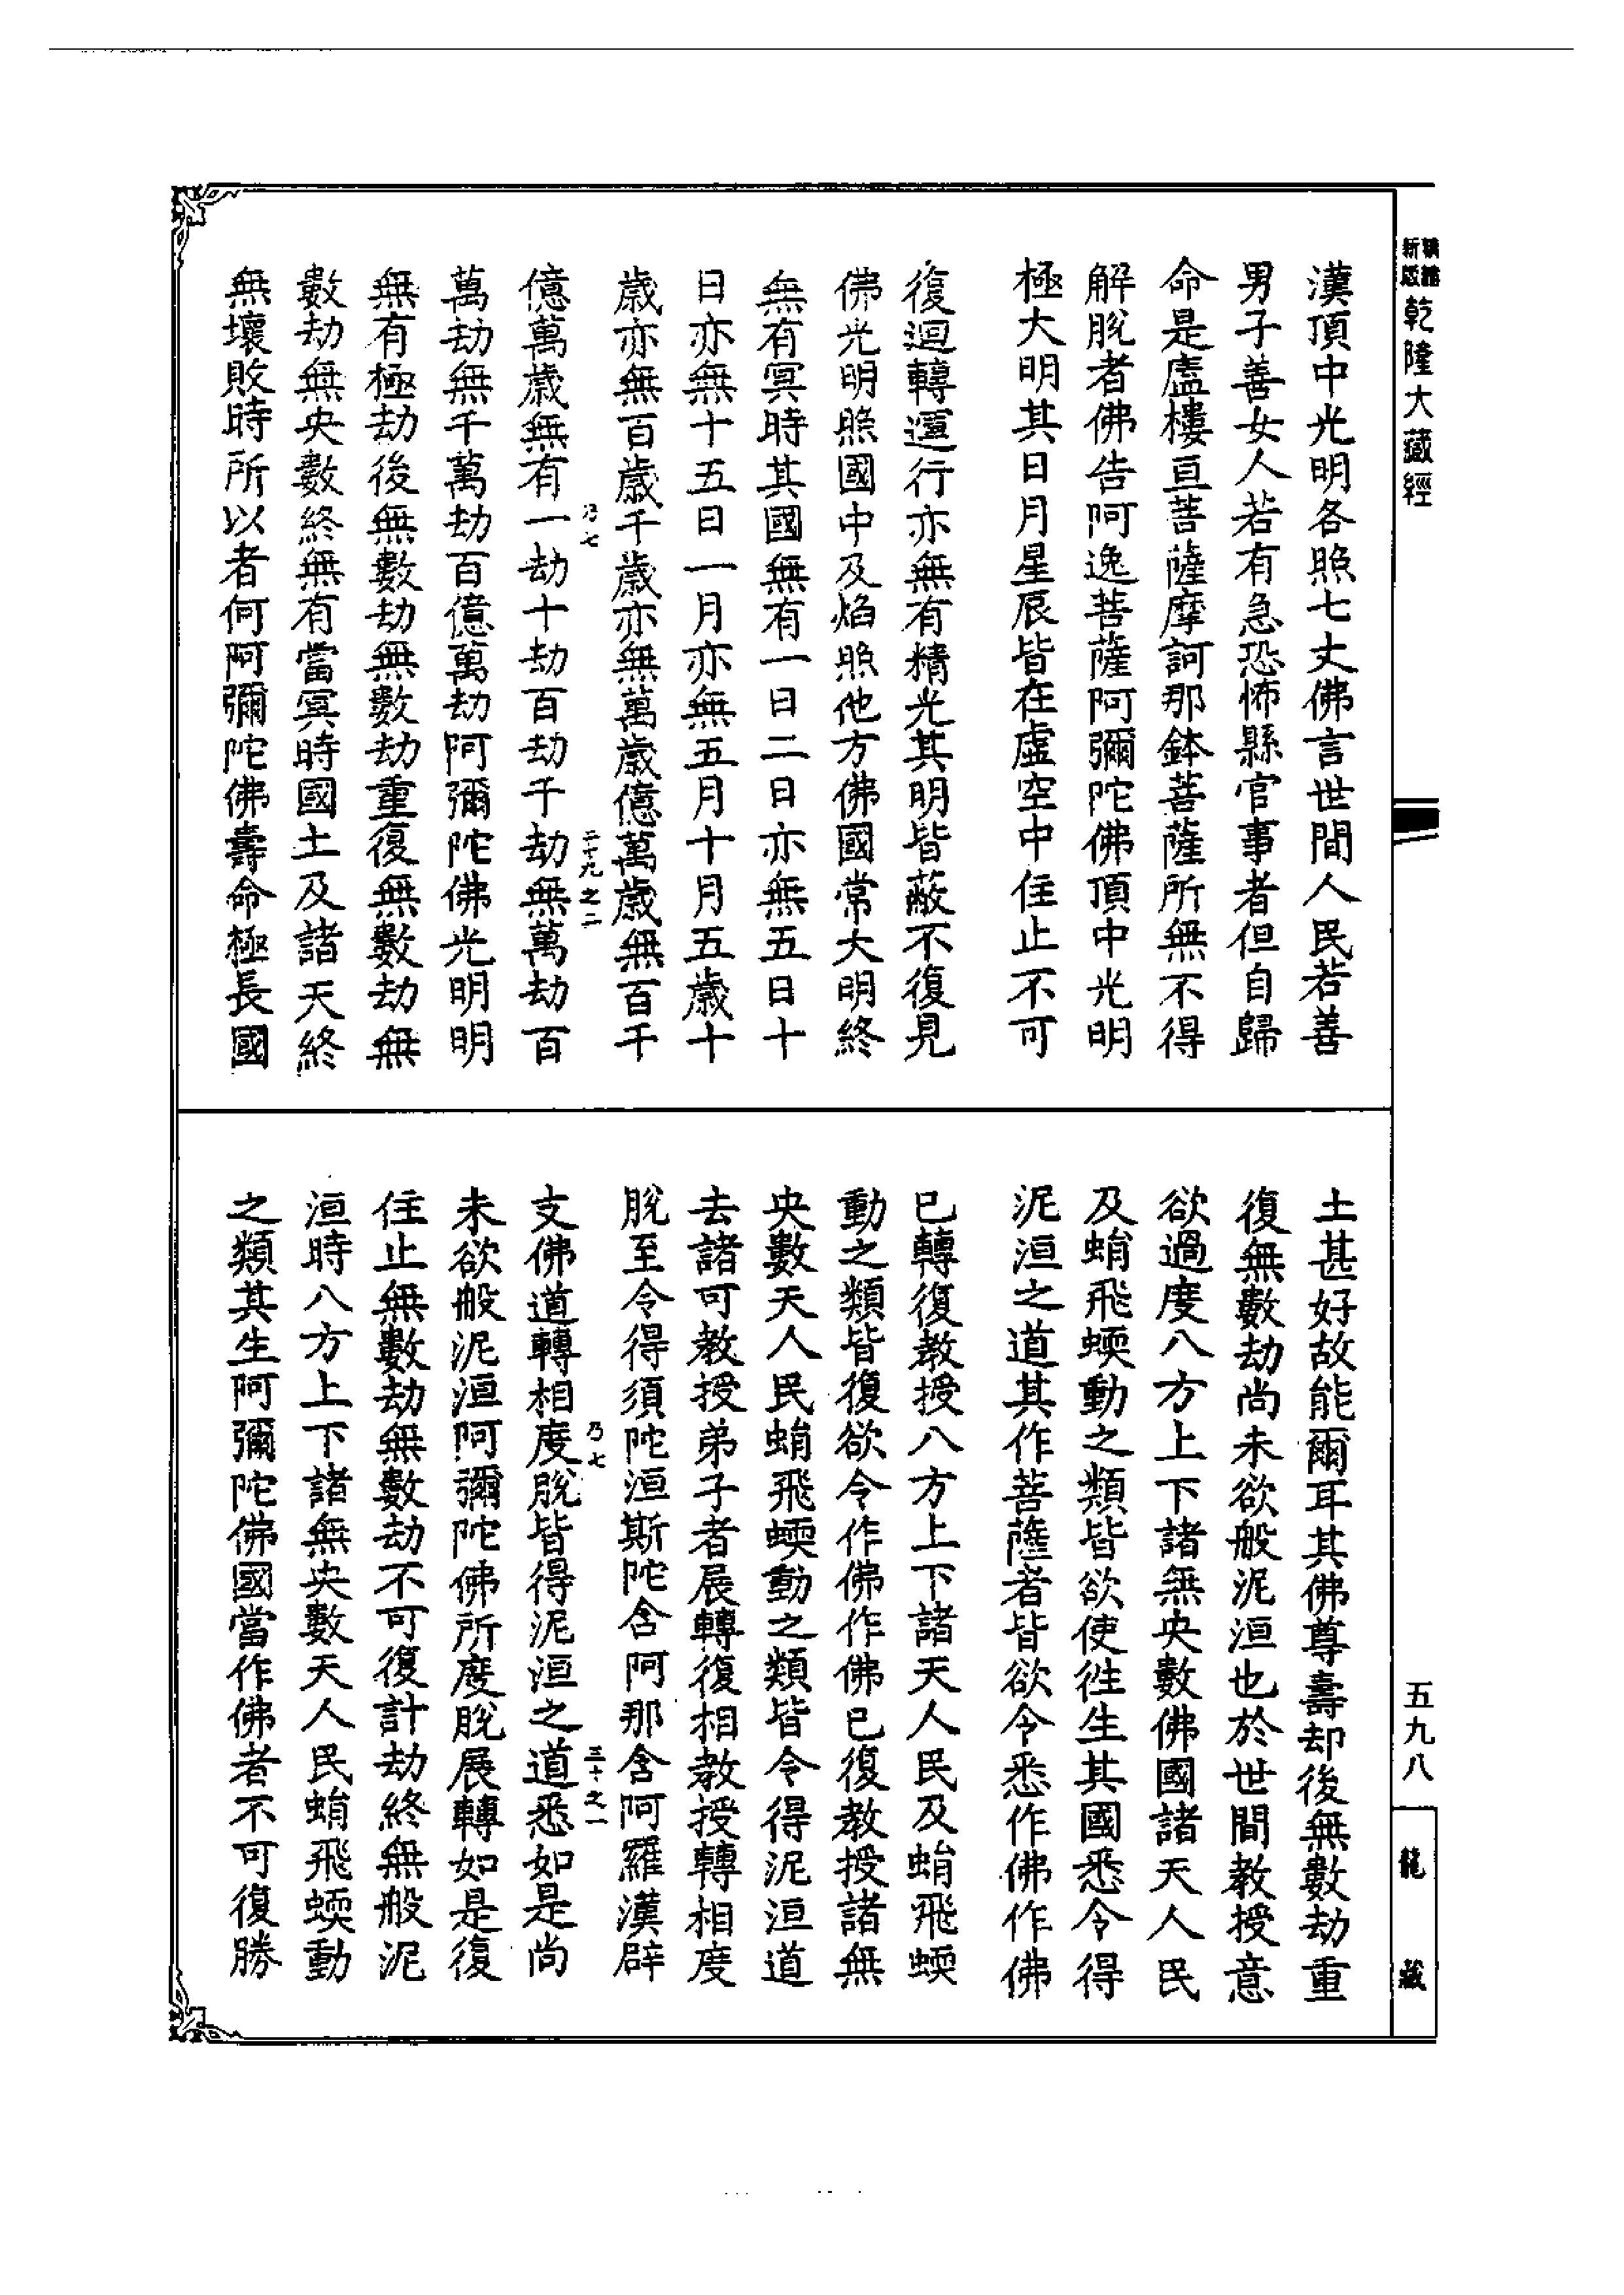 新版
乾隆大藏經
漢頂中光明各照七丈佛言世間人民若善
男子善女人若有急恐怖縣官事者但自歸
命是廅樓亘菩薩摩訶那鉢菩薩所無不得
解脫者佛告阿逸菩薩阿彌陀佛頂中光明
極大明其日月星辰皆在虛空中住止不可
復迴轉運行亦無有精光其明皆蔽不復見
佛光明照國中及焰照他方佛國常大明終
無有冥時其國無有一日二日亦無五日十
日亦無十五日一月亦無五月十月五歲十
歲亦無百歲千歲亦無萬歲億萬歲無百千
乃七
二十九之二
億萬歲無有一劫十劫百劫千劫無萬劫百
萬劫無千萬劫百億萬劫阿彌陀佛光明明
無有極劫後無數劫無數劫重復無數劫無
數劫無央數終無有當冥時國土及諸天終
無壞敗時所以者何阿彌陀佛壽命極長國
土甚好故能爾耳其佛尊壽却後無數劫重
復無數劫尚未欲般泥洹也於世間教授意
欲過度八方上下諸無央數佛國諸天人民
及蜎飛蝡動之類皆欲使往生其國悉令得
泥洹之道其作菩薩者皆欲令悉作佛作佛
已轉復教授八方上下諸天人民及蜎飛蝡
動之類皆復欲令作佛作佛已復教授諸無
央數天人民蜎飛蝡動之類皆令得泥洹道
去諸可教授弟子者展轉復相教授轉相度
脫至令得須陀洹斯陀含阿那含阿羅漢辟
乃七
三十之一
支佛道轉相度脫皆得泥洹之道悉如是尚
未欲般泥洹阿彌陀佛所度脫展轉如是復
住止無數劫無數劫不可復計劫終無般泥
洹時八方上下諸無央數天人民蜎飛蝡動
之類其生阿彌陀佛國當作佛者不可復勝
五九八
龍藏